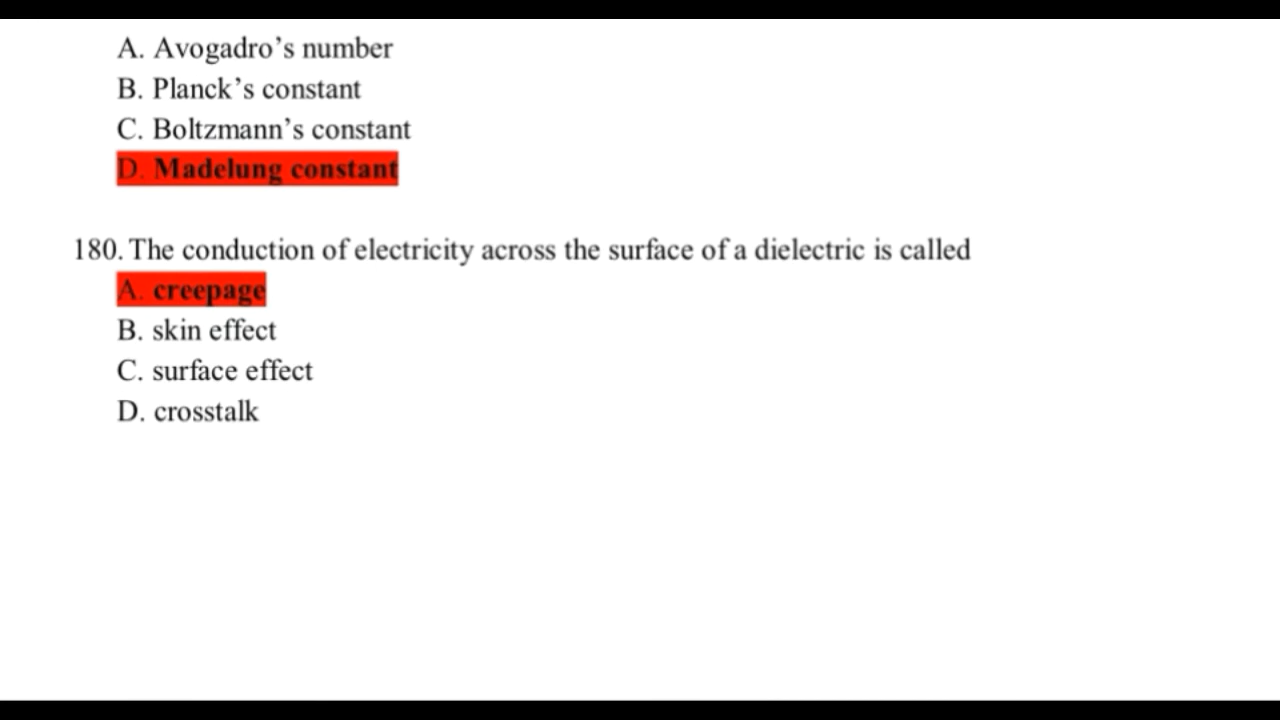 A. Avogadro’s number
B. Planck’s constant
C. Boltzmann’s constant
D. Madelung constant
180. The conduction of electricity across the surface of a dielectric is called
A. creepage
B. skin effect
C. surface effect
D. crosstalk